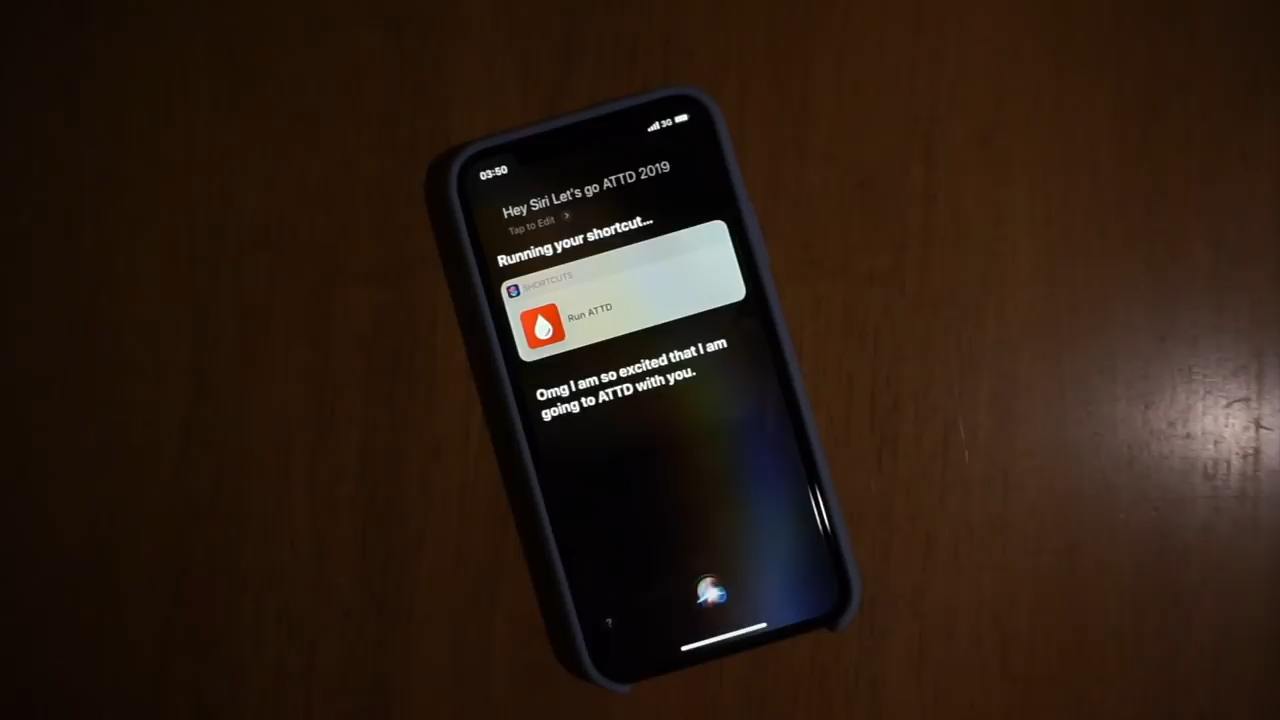 03:50
3G
Hey Siri Let's go ATTD 2019
Tap to Edit
Running your shortcut...
SHORTCUTS
Run ATTD
Omg I am so excited that I am
going to ATTD with you.
?